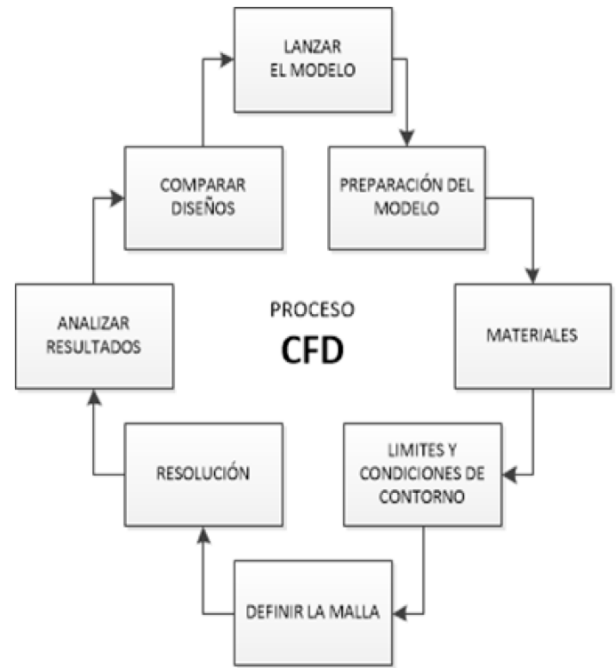 LANZAR
EL MODELO
COMPARAR
DISEÑOS
PREPARACIÓN DEL
MODELO
ANALIZAR
RESULTADOS
PROCESO
CFD
MATERIALES
RESOLUCIÓN
LIMITES Y
CONDICIONES DE
CONTORNO
DEFINIR LA MALLA